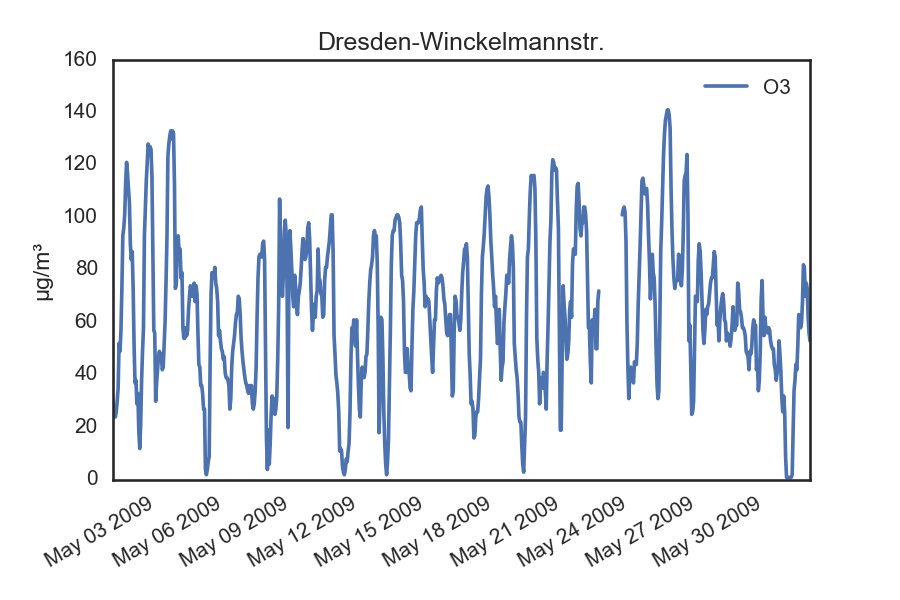 Dresden-Winckelmannstr.
160
140
120
100
80
60
40
20
0
µg/m³
O3
May 03 2009
May 06 2009
May 09 2009
May 12 2009
May 15 2009
May 18 2009
May 21 2009
May 24 2009
May 27 2009
May 30 2009